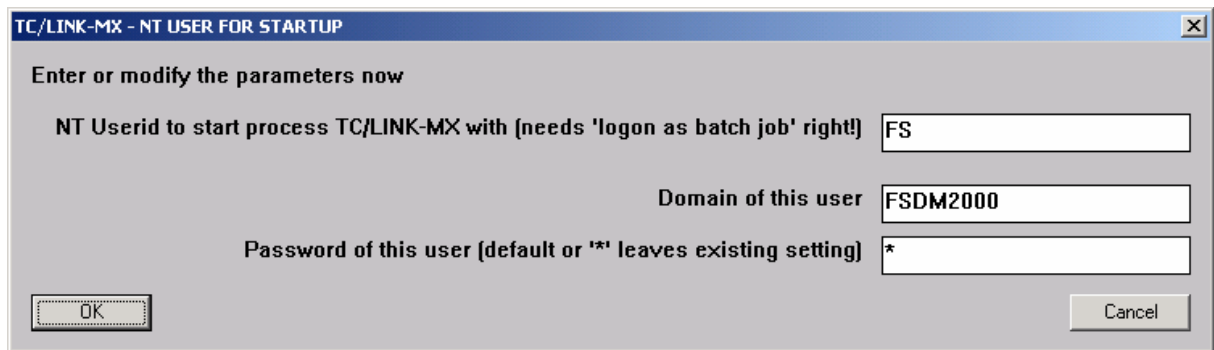 TC/LINK-MX - NT USER FOR STARTUP
Enter or modify the parameters now
NT Userid to start process TC/LINK-MX with (needs 'logon as batch job' right!) FS
Domain of this user FSDM2000
Password of this user (default or '*' leaves existing setting) *
OK Cancel